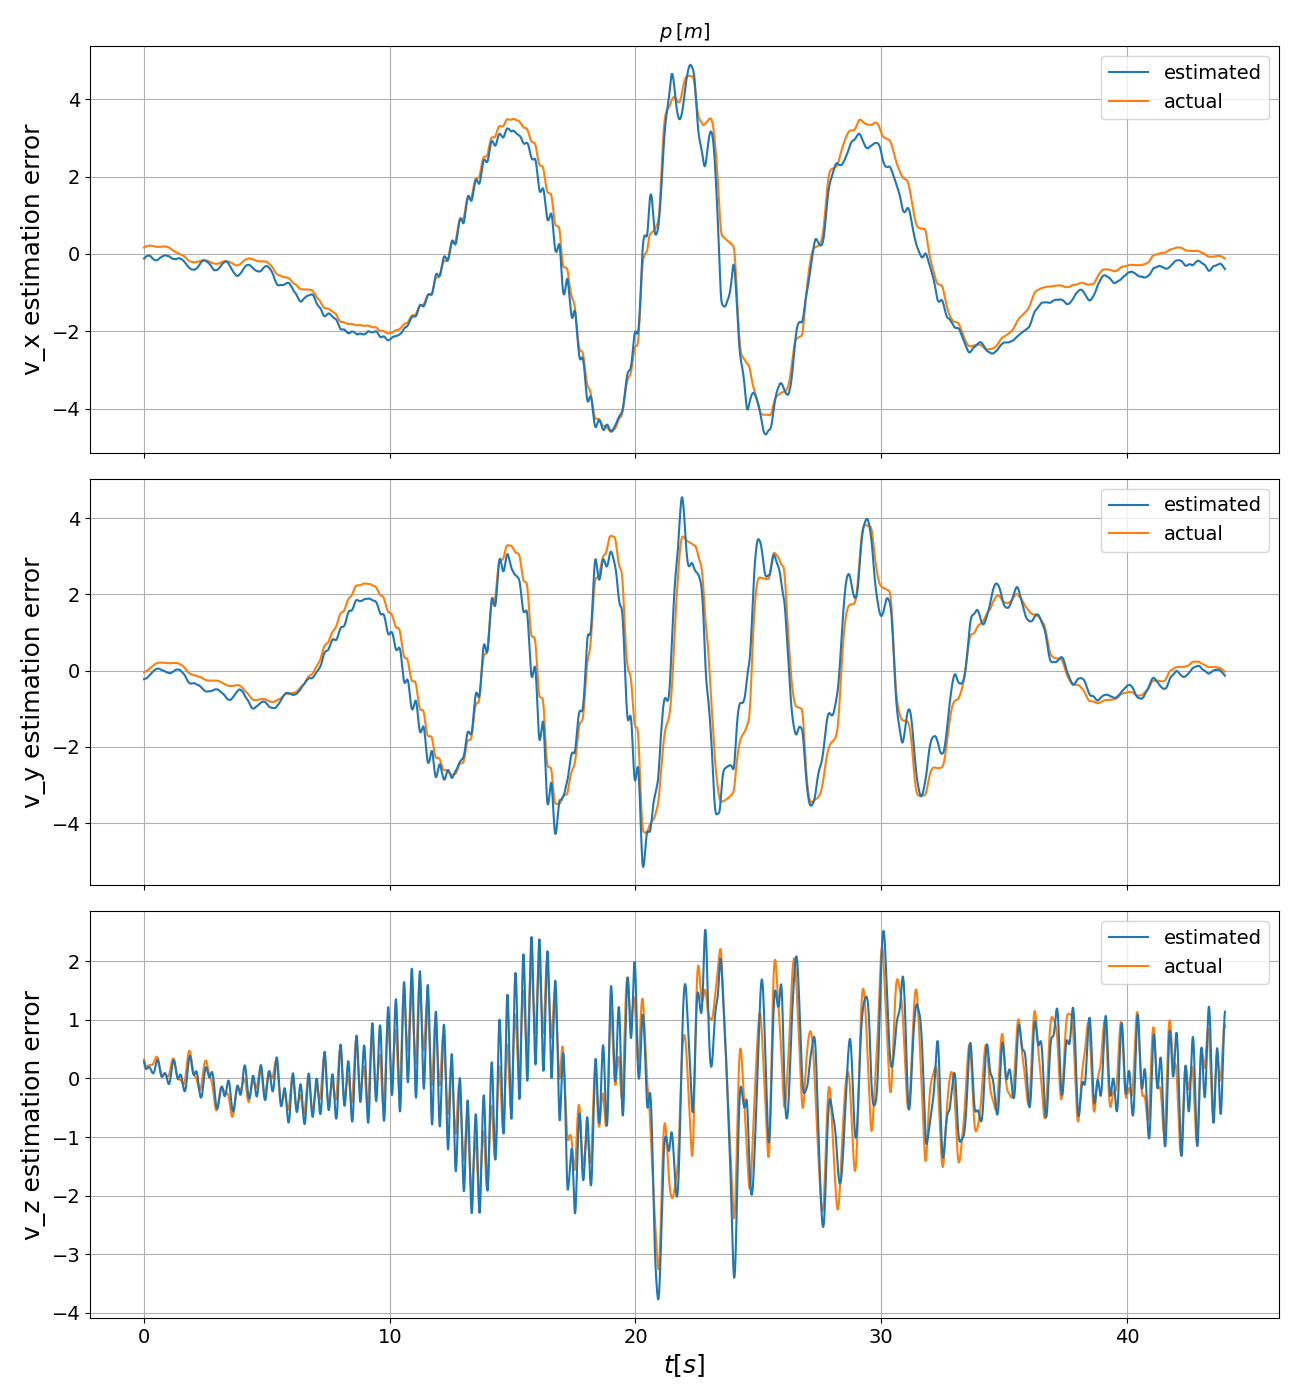 p [m]
estimated
actual
v_x estimation error
4
2
0
−2
−4
estimated
actual
v_y estimation error
4
2
0
−2
−4
estimated
actual
v_z estimation error
2
1
0
−1
−2
−3
−4
0 10 20 30 40
t[s]